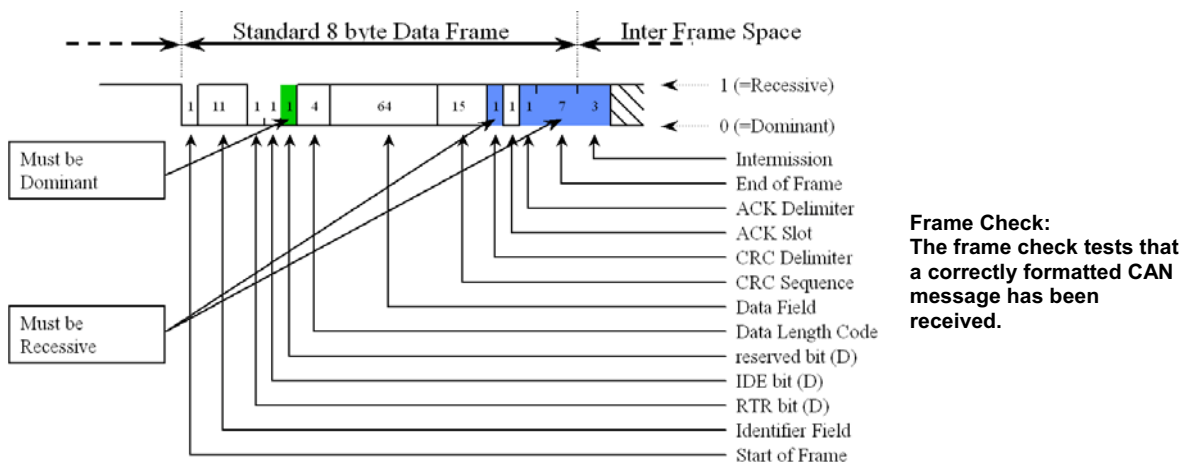 Standard 8 byte Data Frame
Inter Frame Space
1 11 1 1 1 4 64 15 1 1 1 7 3
1 (=Recessive)
0 (=Dominant)
Must be
Dominant
Must be
Recessive
Intermission
End of Frame
ACK Delimiter
ACK Slot
CRC Delimiter
CRC Sequence
Data Field
Data Length Code
reserved bit (D)
IDE bit (D)
RTR bit (D)
Identifier Field
Start of Frame
Frame Check:
The frame check tests that
a correctly formatted CAN
message has been
received.